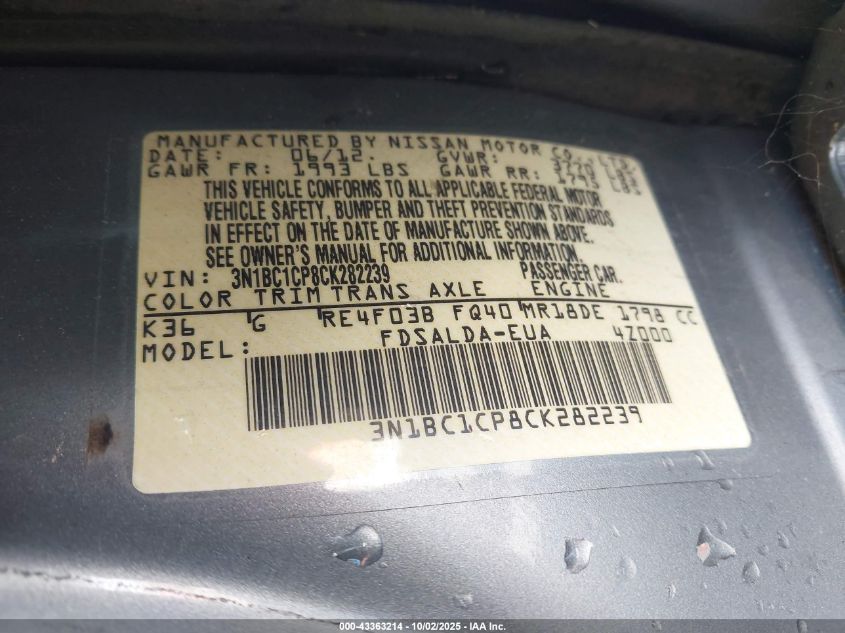 MANUFACTURED BY NISSAN MOTOR CO., LTD.
DATE: 06/12. GVWR:
GAWR FR: 1993 LBS GAWR RR: LBS
THIS VEHICLE CONFORMS TO ALL APPLICABLE FEDERAL MOTOR
VEHICLE SAFETY, BUMPER AND THEFT PREVENTION STANDARDS
IN EFFECT ON THE DATE OF MANUFACTURE SHOWN ABOVE.
SEE OWNER'S MANUAL FOR ADDITIONAL INFORMATION.
VIN: 3N1BC1CP8CK282239 PASSENGER CAR.
COLOR TRIM TRANS AXLE ENGINE
K36 G RE4F03B FQ40 MR18DE 1798 CC
MODEL: FDSALDA-EUA 4Z000
3N1BC1CP8CK282239
000-43363214 - 10/02/2025 - IAA Inc.